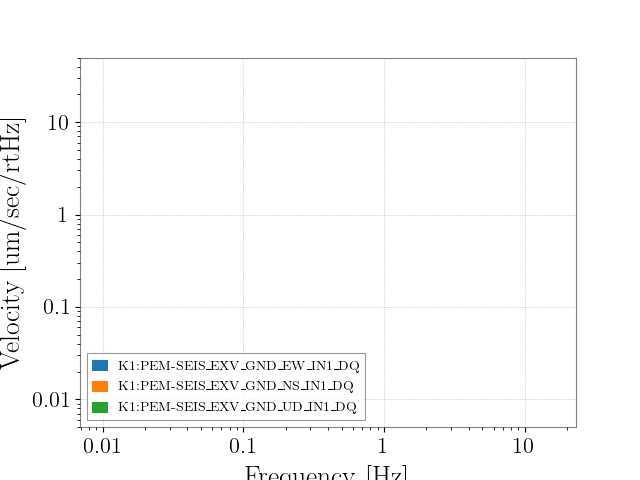 Velocity [um/sec/rtHz]
10
1
0.1
0.01
K1:PEM-SEIS_EXV_GND_EW_IN1_DQ
K1:PEM-SEIS_EXV_GND_NS_IN1_DQ
K1:PEM-SEIS_EXV_GND_UD_IN1_DQ
0.01 0.1 1 10
Frequency [Hz]